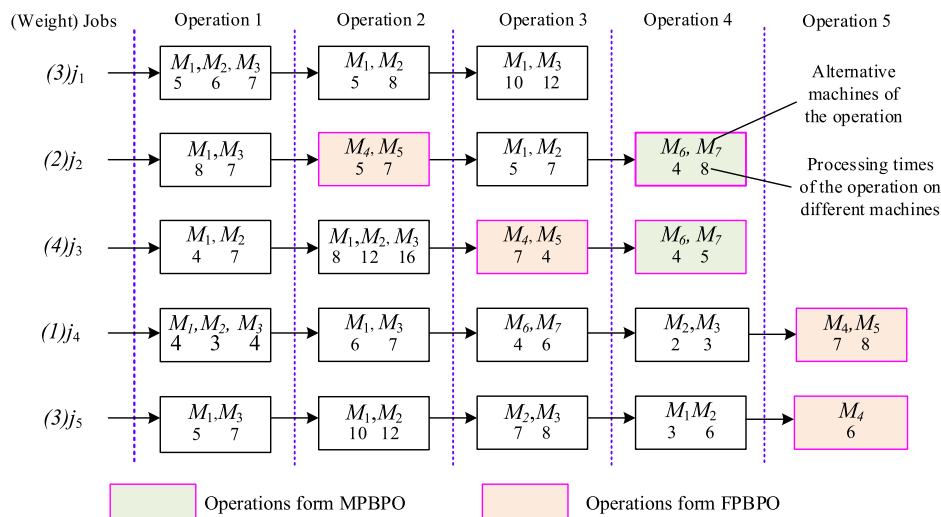 (Weight) Jobs Operation 1 Operation 2 Operation 3 Operation 4 Operation 5
(3)j₁ M₁, M₂, M₃ M₁, M₂ M₁, M₃
5 6 7 5 8 10 12
Alternative
machines of
the operation
(2)j₂ M₁, M₃ M₄, M₅ M₁, M₂ M₆, M₇
8 7 5 7 5 7 4 8
Processing times
of the operation on
different machines
(4)j₃ M₁, M₂ M₁, M₂, M₃ M₄, M₅ M₆, M₇
4 7 8 12 16 7 4 4 5
(1)j₄ M₁, M₂, M₃ M₁, M₃ M₆, M₇ M₂, M₃ M₄, M₅
4 3 4 6 7 4 6 2 3 7 8
(3)j₅ M₁, M₃ M₁, M₂ M₂, M₃ M₁M₂ M₄
5 7 10 12 7 8 3 6 6
Operations form MPBPO Operations form FPBPO